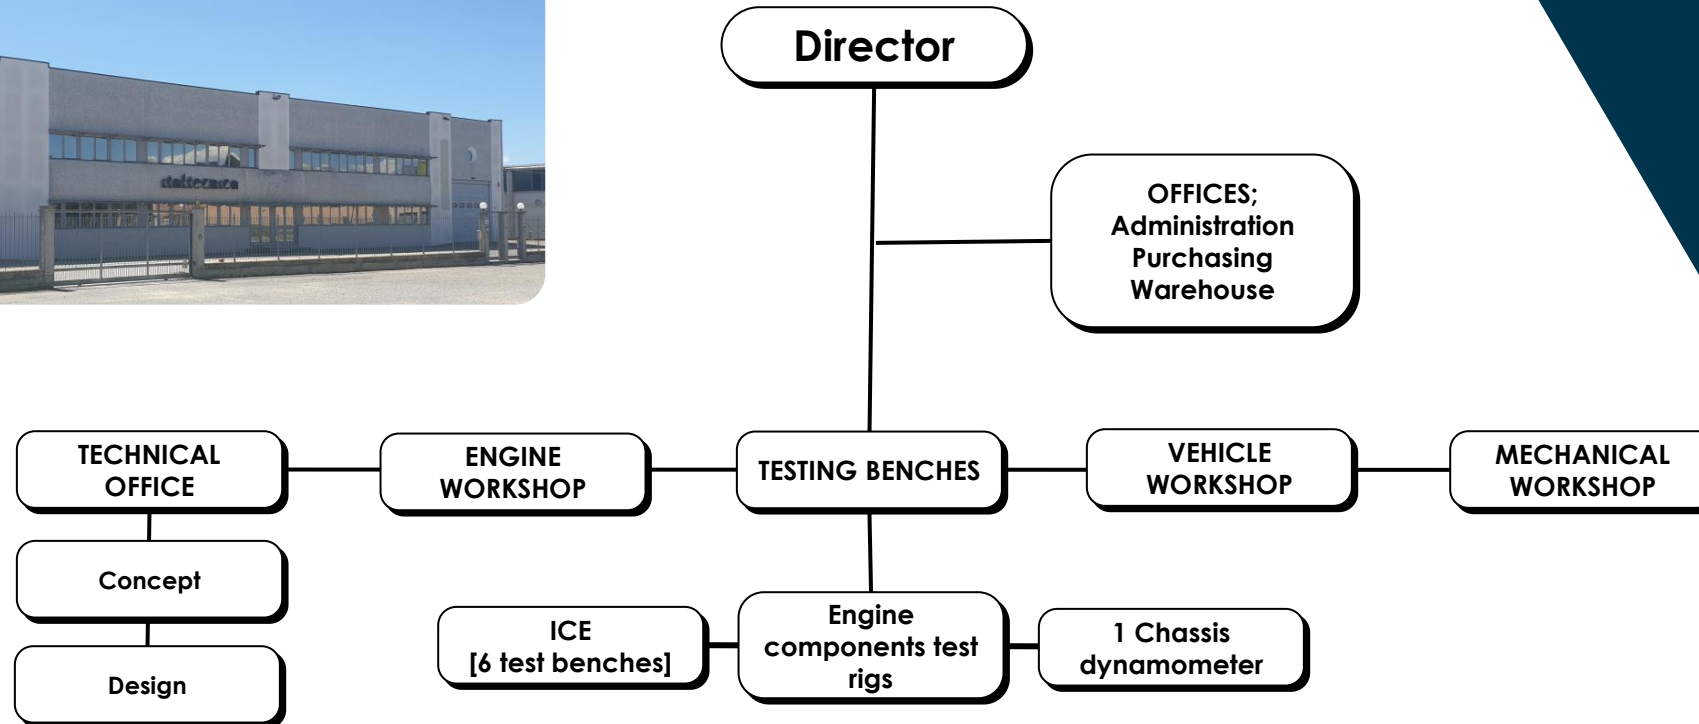 Director
italtecnica
OFFICES;
Administration
Purchasing
Warehouse
TECHNICAL
OFFICE
ENGINE
WORKSHOP
TESTING BENCHES
VEHICLE
WORKSHOP
MECHANICAL
WORKSHOP
Concept
Design
ICE
[6 test benches]
Engine
components test
rigs
1 Chassis
dynamometer